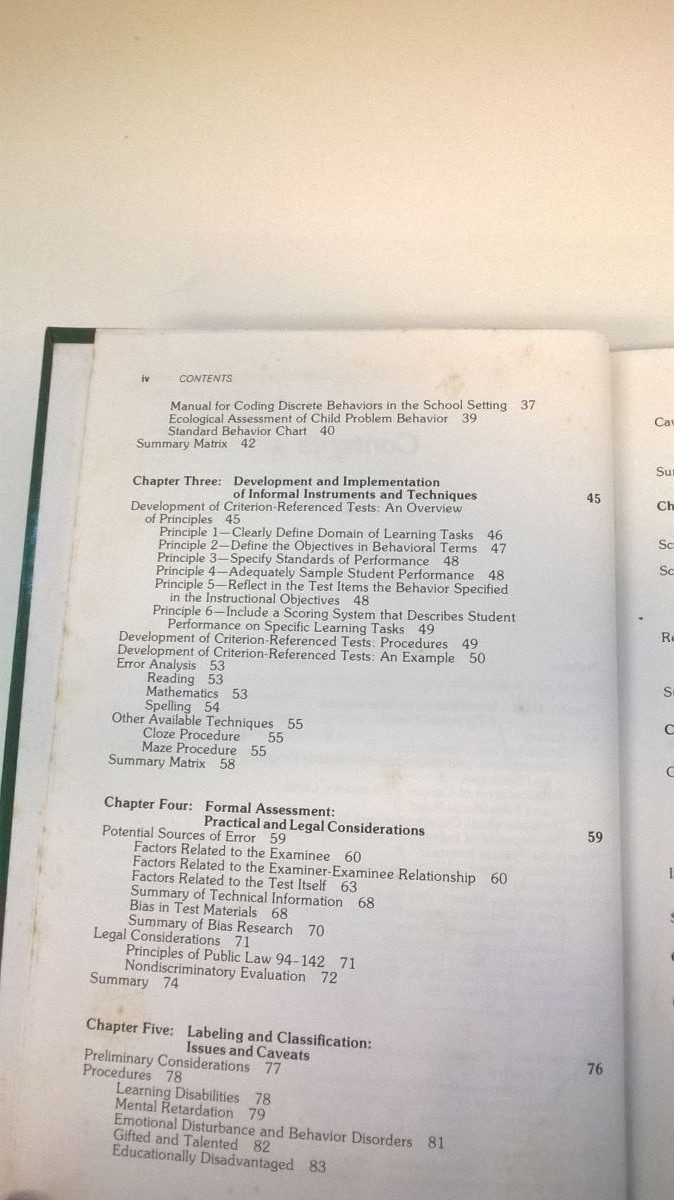 iv CONTENTS
Manual for Coding Discrete Behaviors in the School Setting 37
Ecological Assessment of Child Problem Behavior 39
Standard Behavior Chart 40
Summary Matrix 42
Chapter Three: Development and Implementation
of Informal Instruments and Techniques 45
Development of Criterion-Referenced Tests: An Overview
of Principles 45
Principle 1—Clearly Define Domain of Learning Tasks 46
Principle 2—Define the Objectives in Behavioral Terms 47
Principle 3—Specify Standards of Performance 48
Principle 4—Adequately Sample Student Performance 48
Principle 5—Reflect in the Test Items the Behavior Specified
in the Instructional Objectives 48
Principle 6—Include a Scoring System that Describes Student
Performance on Specific Learning Tasks 49
Development of Criterion-Referenced Tests: Procedures 49
Development of Criterion-Referenced Tests: An Example 50
Error Analysis 53
Reading 53
Mathematics 53
Spelling 54
Other Available Techniques 55
Cloze Procedure 55
Maze Procedure 55
Summary Matrix 58
Chapter Four: Formal Assessment:
Practical and Legal Considerations 59
Potential Sources of Error 59
Factors Related to the Examinee 60
Factors Related to the Examiner-Examinee Relationship 60
Factors Related to the Test Itself 63
Summary of Technical Information 68
Bias in Test Materials 68
Summary of Bias Research 70
Legal Considerations 71
Principles of Public Law 94-142 71
Nondiscriminatory Evaluation 72
Summary 74
Chapter Five: Labeling and Classification:
Issues and Caveats 76
Preliminary Considerations 77
Procedures 78
Learning Disabilities 78
Mental Retardation 79
Emotional Disturbance and Behavior Disorders 81
Gifted and Talented 82
Educationally Disadvantaged 83